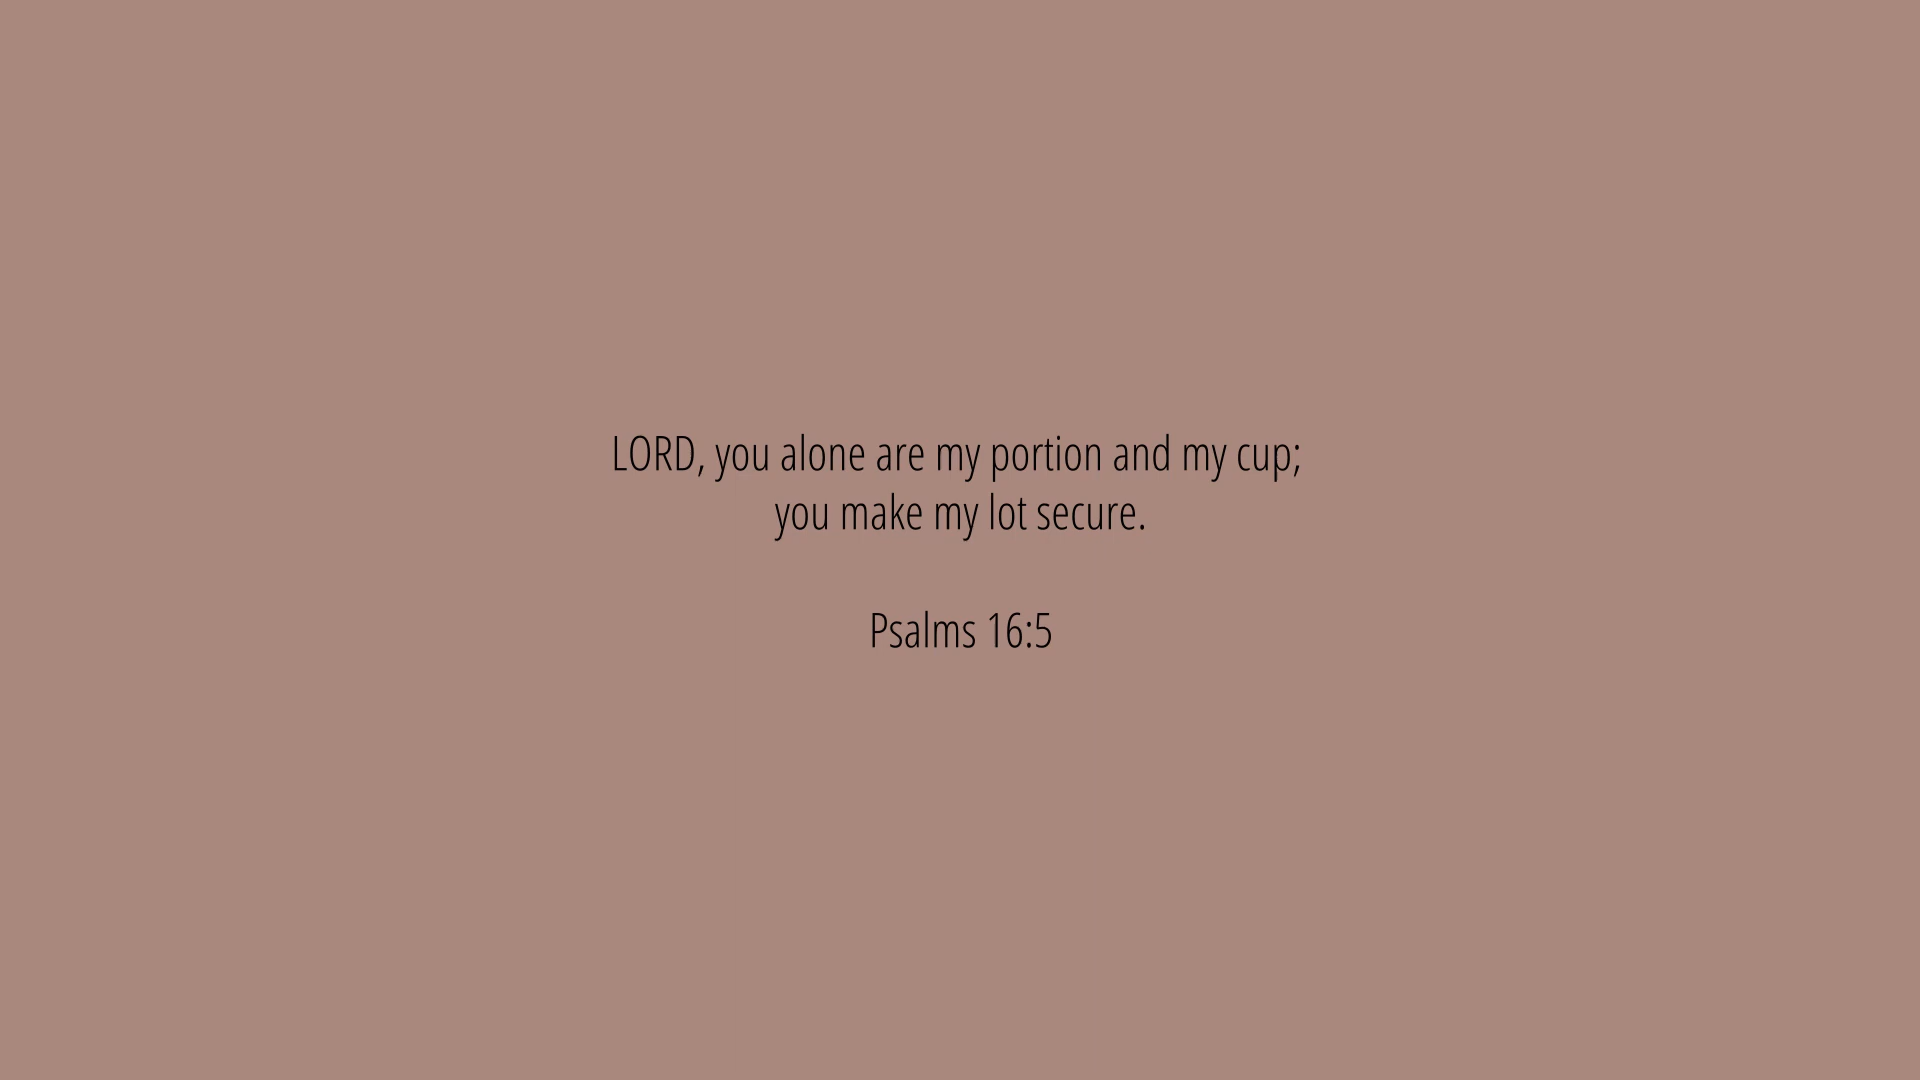 LORD, you alone are my portion and my cup;
you make my lot secure.
Psalms 16:5